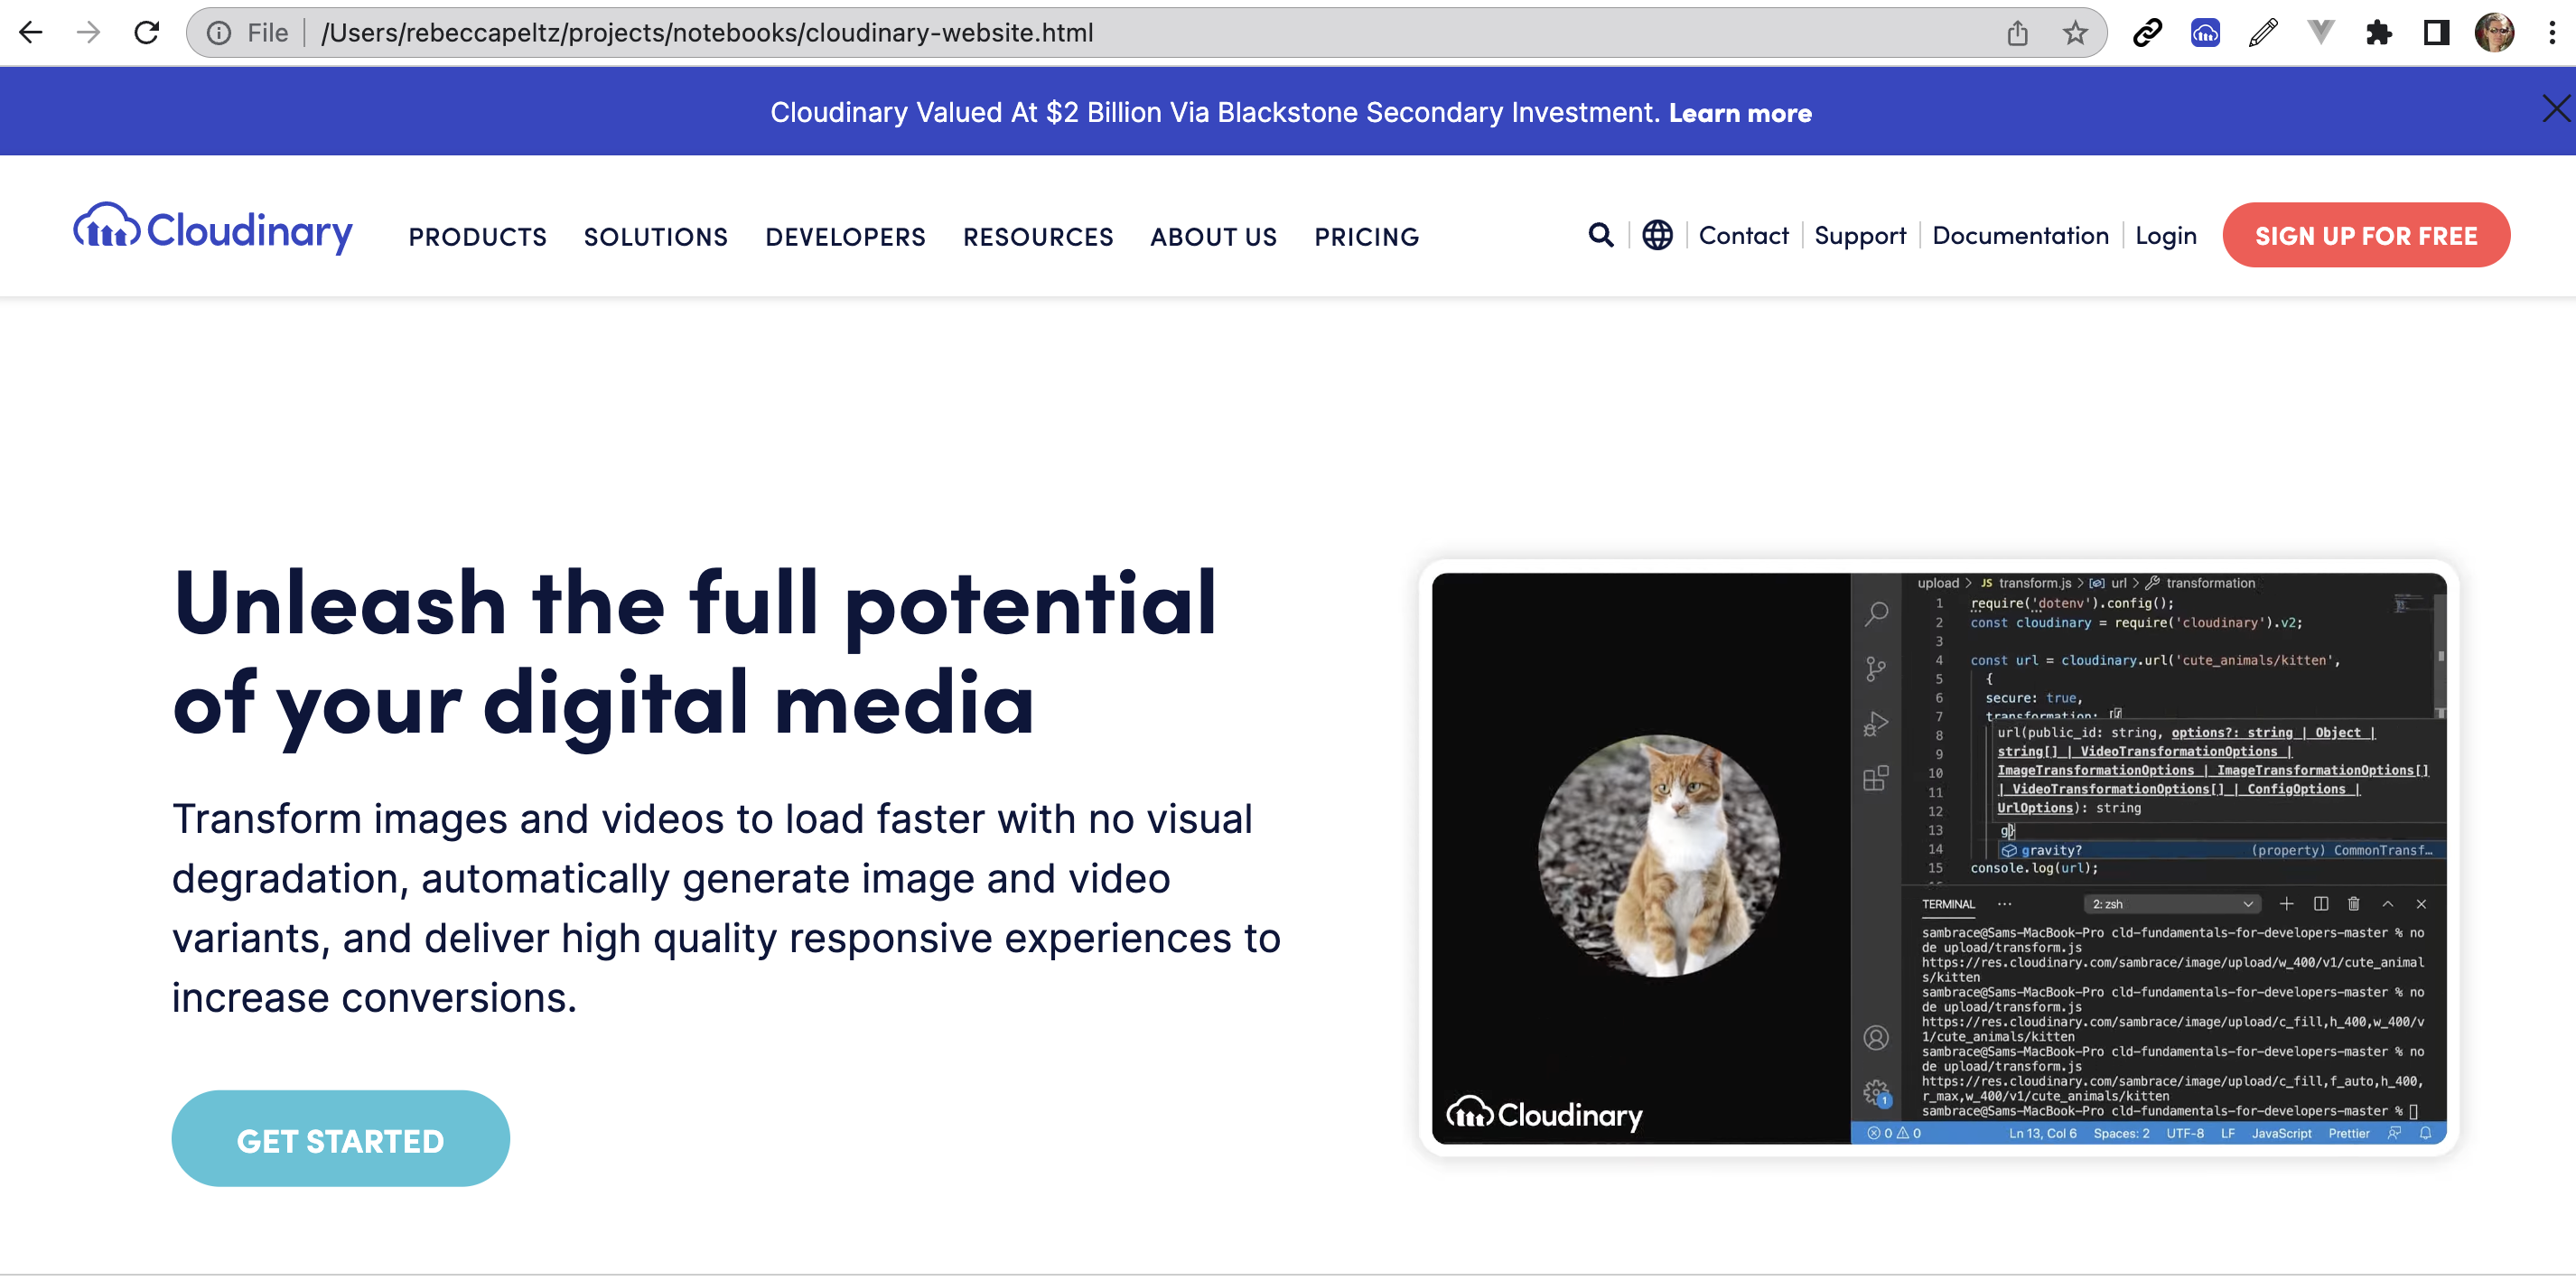 File /Users/rebeccapeltz/projects/notebooks/cloudinary-website.html
Cloudinary Valued At $2 Billion Via Blackstone Secondary Investment. Learn more
Cloudinary PRODUCTS SOLUTIONS DEVELOPERS RESOURCES ABOUT US PRICING Contact Support Documentation Login SIGN UP FOR FREE
Unleash the full potential
of your digital media
Transform images and videos to load faster with no visual
degradation, automatically generate image and video
variants, and deliver high quality responsive experiences to
increase conversions.
GET STARTED
Cloudinary
upload > JS transform.js > url > transformation
1 require('dotenv').config();
2 const cloudinary = require('cloudinary').v2;
3
4 const url = cloudinary.url('cute_animals/kitten',
5 {
6 secure: true,
7 transformation: [{
8 url(public_id: string, options?: string | Object |
9 string[] | VideoTransformationOptions |
10 ImageTransformationOptions | ImageTransformationOptions[]
11 | VideoTransformationOptions[] | ConfigOptions |
12 UrlOptions): string
13 g}
14 gravity? (property) CommonTransf…
15 console.log(url);
TERMINAL ··· 2: zsh
sambrace@Sams-MacBook-Pro cld-fundamentals-for-developers-master % no
de upload/transform.js
https://res.cloudinary.com/sambrace/image/upload/w_400/v1/cute_animal
s/kitten
sambrace@Sams-MacBook-Pro cld-fundamentals-for-developers-master % no
de upload/transform.js
https://res.cloudinary.com/sambrace/image/upload/c_fill,h_400,w_400/v
1/cute_animals/kitten
sambrace@Sams-MacBook-Pro cld-fundamentals-for-developers-master % no
de upload/transform.js
https://res.cloudinary.com/sambrace/image/upload/c_fill,f_auto,h_400,
r_max,w_400/v1/cute_animals/kitten
sambrace@Sams-MacBook-Pro cld-fundamentals-for-developers-master %
1
0 0 Ln 13, Col 6 Spaces: 2 UTF-8 LF JavaScript Prettier